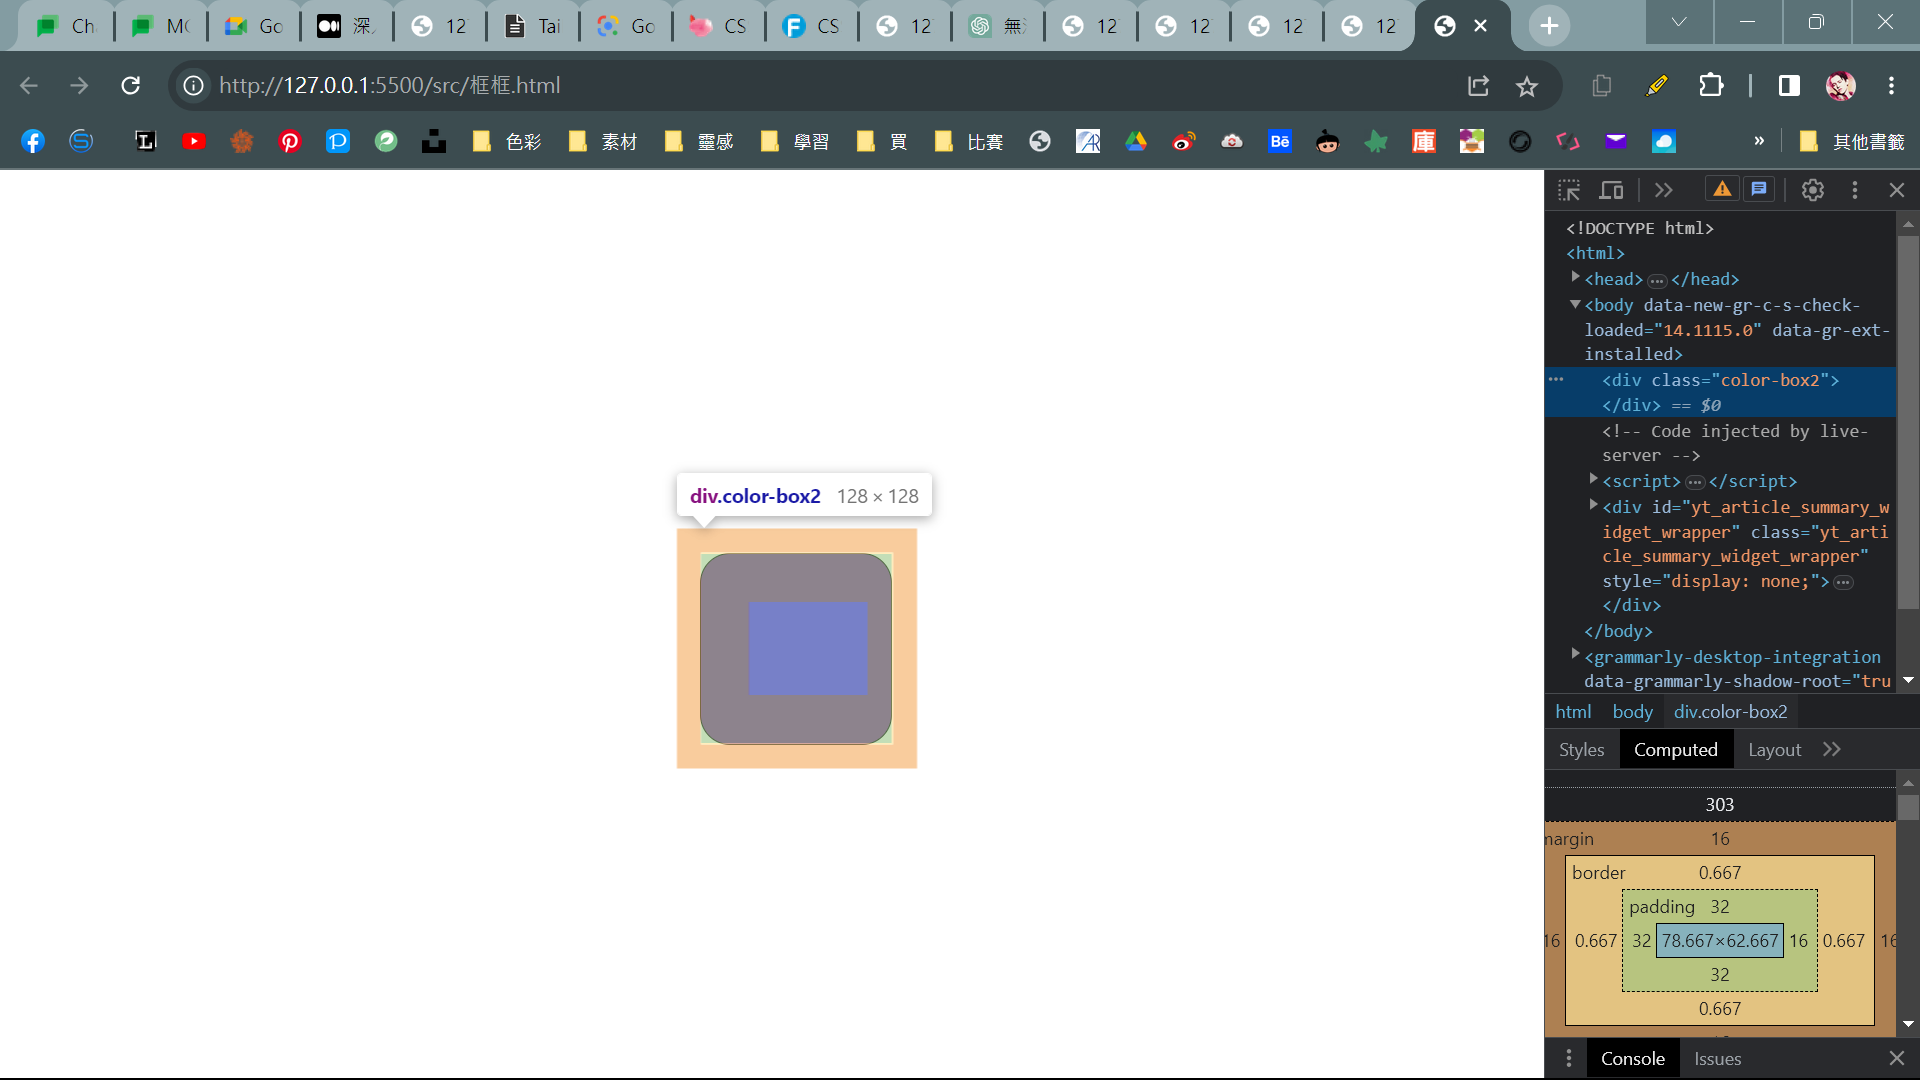 Ch
MC
Go
深
12
Tai
Go
CS
CS
12
無
12
12
12
12
http://127.0.0.1:5500/src/框框.html
色彩
素材
靈感
學習
買
比賽
Bē
庫
»
其他書籤
<!DOCTYPE html>
<html>
<head>…</head>
<body data-new-gr-c-s-check-
loaded="14.1115.0" data-gr-ext-
installed>
… <div class="color-box2">
</div> == $0
<!-- Code injected by live-
server -->
<script>…</script>
<div id="yt_article_summary_w
idget_wrapper" class="yt_arti
cle_summary_widget_wrapper"
style="display: none;">…
</div>
</body>
<grammarly-desktop-integration
data-grammarly-shadow-root="tru
div.color-box2 128 × 128
html body div.color-box2
Styles Computed Layout
303
margin 16
border 0.667
padding 32
16 0.667 32 78.667×62.667 16 0.667 16
32
0.667
Console Issues